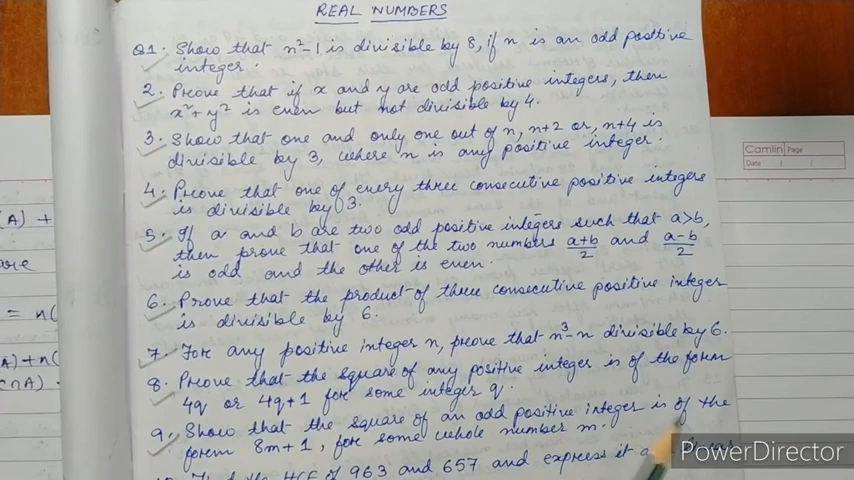 REAL NUMBERS
Q1. Show that n²-1 is divisible by 8, if n is an odd positive
integer.
2. Prove that if x and y are odd positive integers, then
x²+y² is even but not divisible by 4.
3. Show that one and only one out of n, n+2 or, n+4 is
divisible by 3, where n is any positive integer.
4. Prove that one of every three consecutive positive integers
is divisible by 3.
5. If a and b are two odd positive integers such that a>b,
then prove that one of the two numbers (a+b)/2 and (a-b)/2
is odd and the other is even.
6. Prove that the product of three consecutive positive integer
is divisible by 6.
7. For any positive integer n, prove that n³-n divisible by 6.
8. Prove that the square of any positive integer is of the form
4q or 4q+1 for some integer q.
9. Show that the square of an odd positive integer is of the
form 8m+1, for some whole number m.
HCF of 963 and 657 and express it
A) +
are
= n(
A)+n(
CNA).
Camlin Page
Date / /
PowerDirector